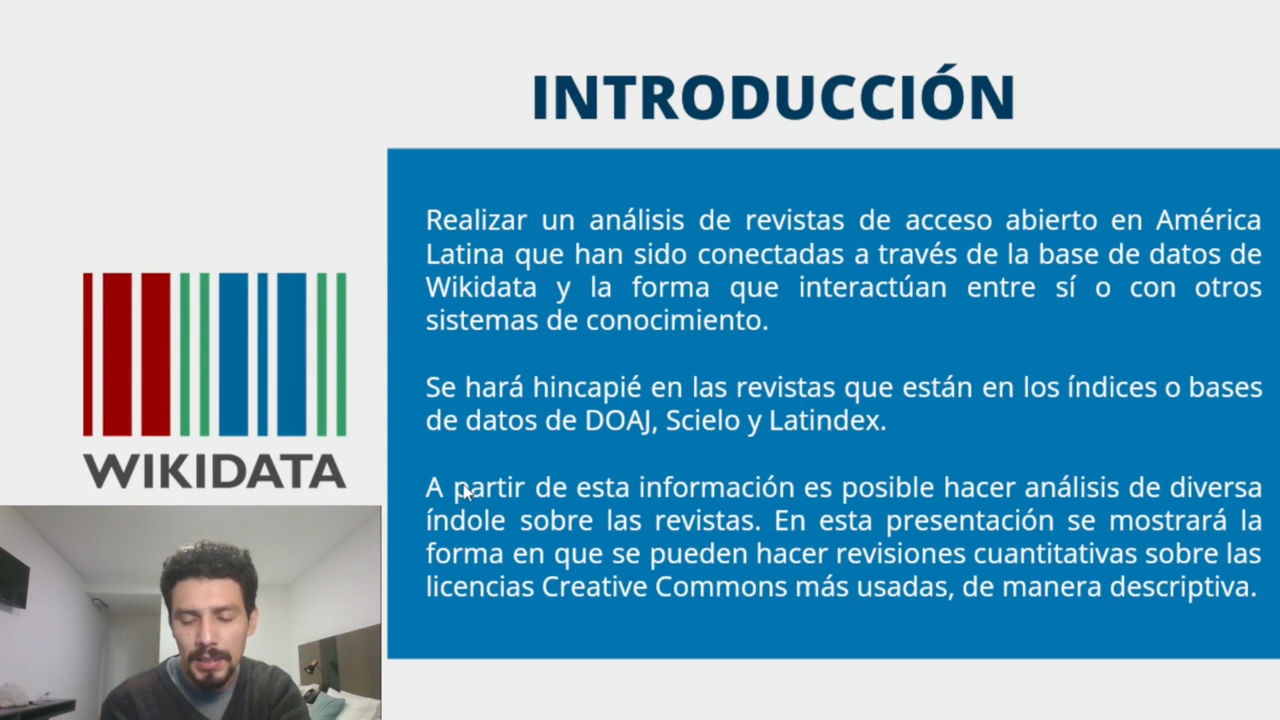 INTRODUCCIÓN
Realizar un análisis de revistas de acceso abierto en América
Latina que han sido conectadas a través de la base de datos de
Wikidata y la forma que interactúan entre sí o con otros
sistemas de conocimiento.
Se hará hincapié en las revistas que están en los índices o bases
de datos de DOAJ, Scielo y Latindex.
A partir de esta información es posible hacer análisis de diversa
índole sobre las revistas. En esta presentación se mostrará la
forma en que se pueden hacer revisiones cuantitativas sobre las
licencias Creative Commons más usadas, de manera descriptiva.
WIKIDATA